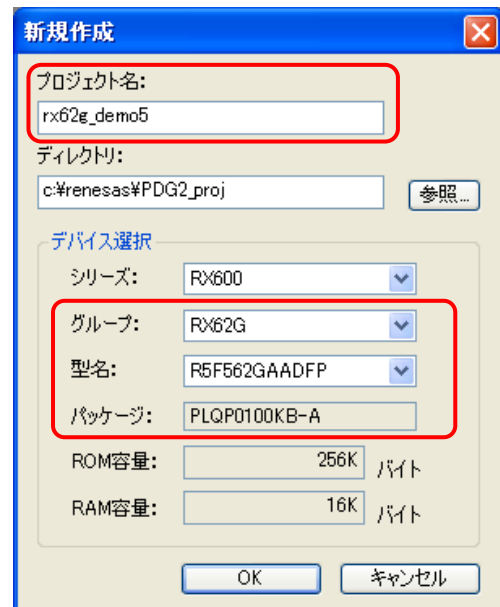 新規作成
プロジェクト名:
rx62g_demo5
ディレクトリ:
c:¥renesas¥PDG2_proj
参照...
デバイス選択
シリーズ: RX600
グループ: RX62G
型名: R5F562GAADFP
パッケージ: PLQP0100KB-A
ROM容量: 256K バイト
RAM容量: 16K バイト
OK キャンセル